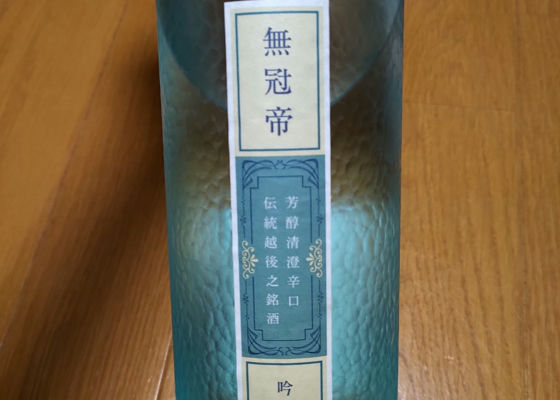 無冠帝
芳醇清澄辛口
伝統越後之銘酒
吟